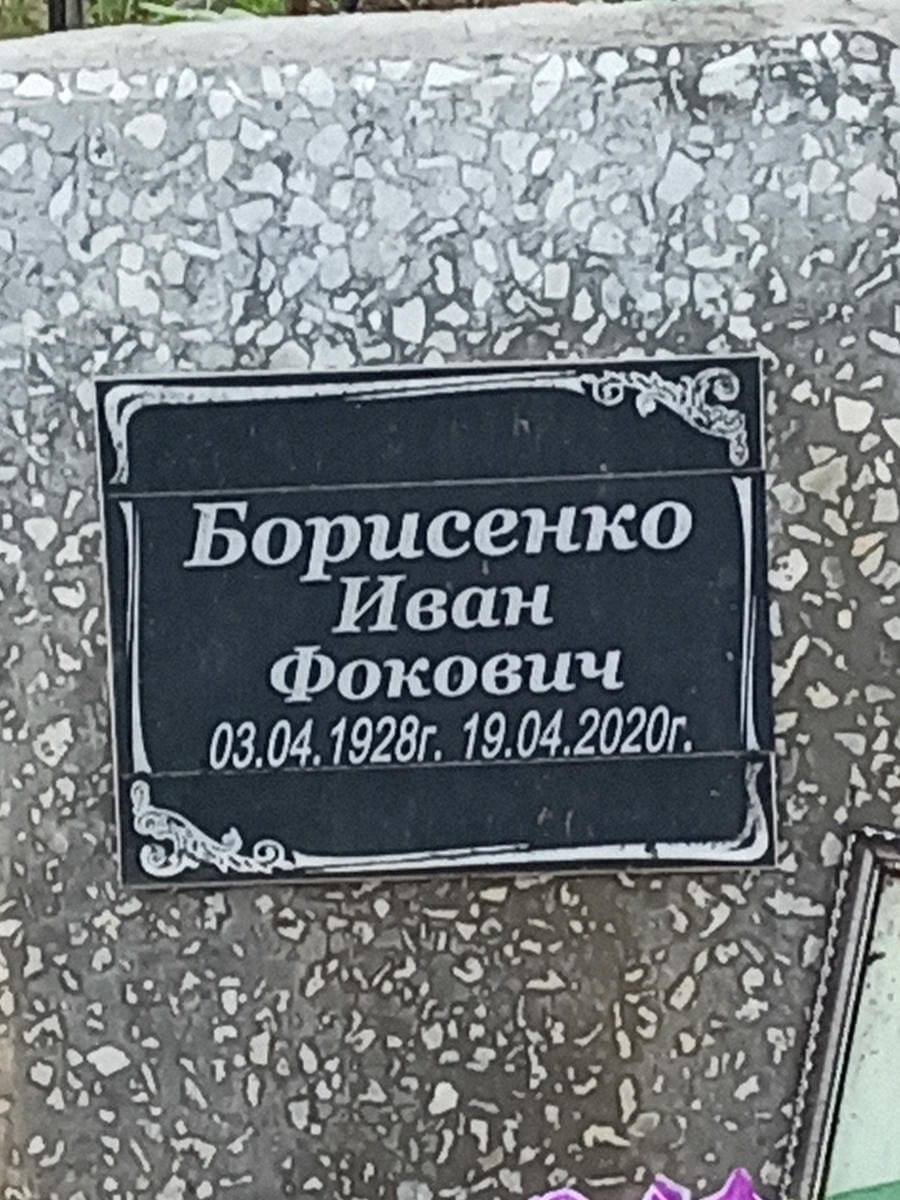 Борисенко
Иван
Фокович
03.04.1928г. 19.04.2020г.